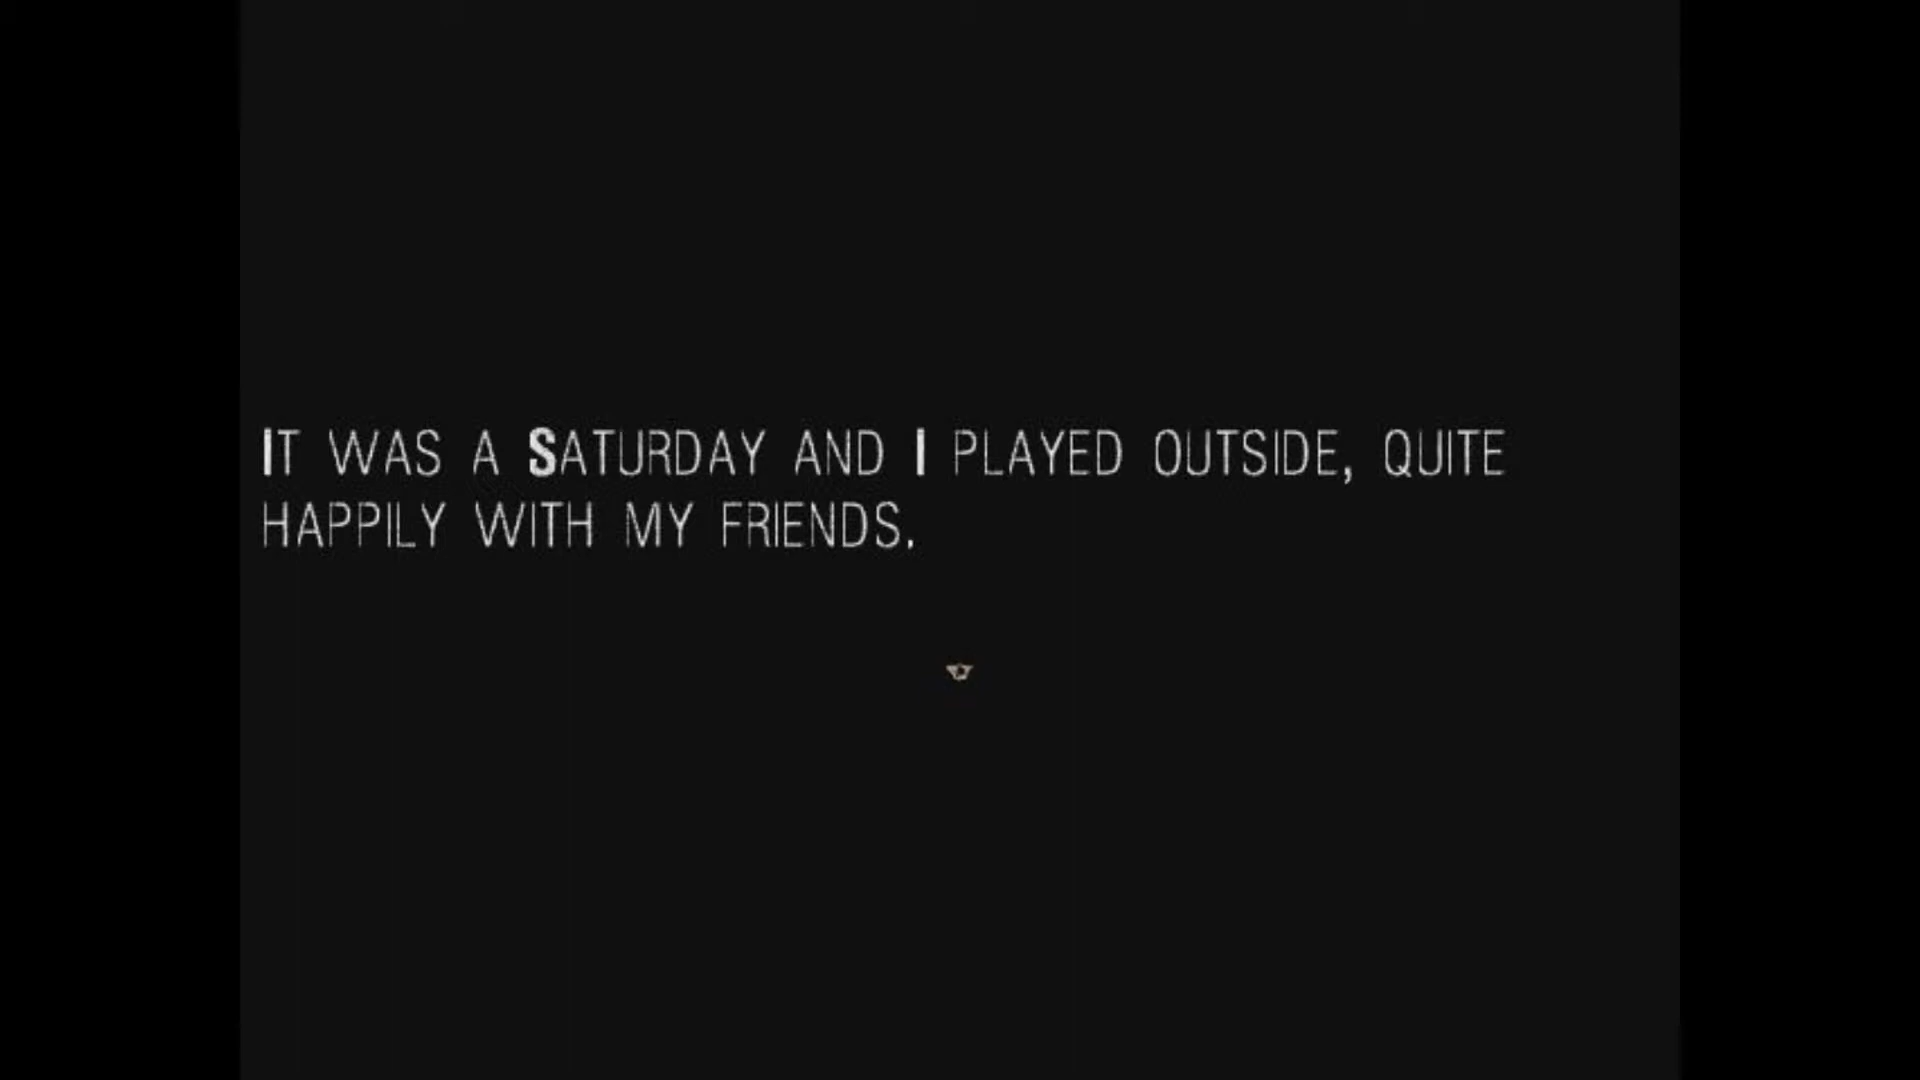 It was a Saturday and I played outside, quite
happily with my friends.